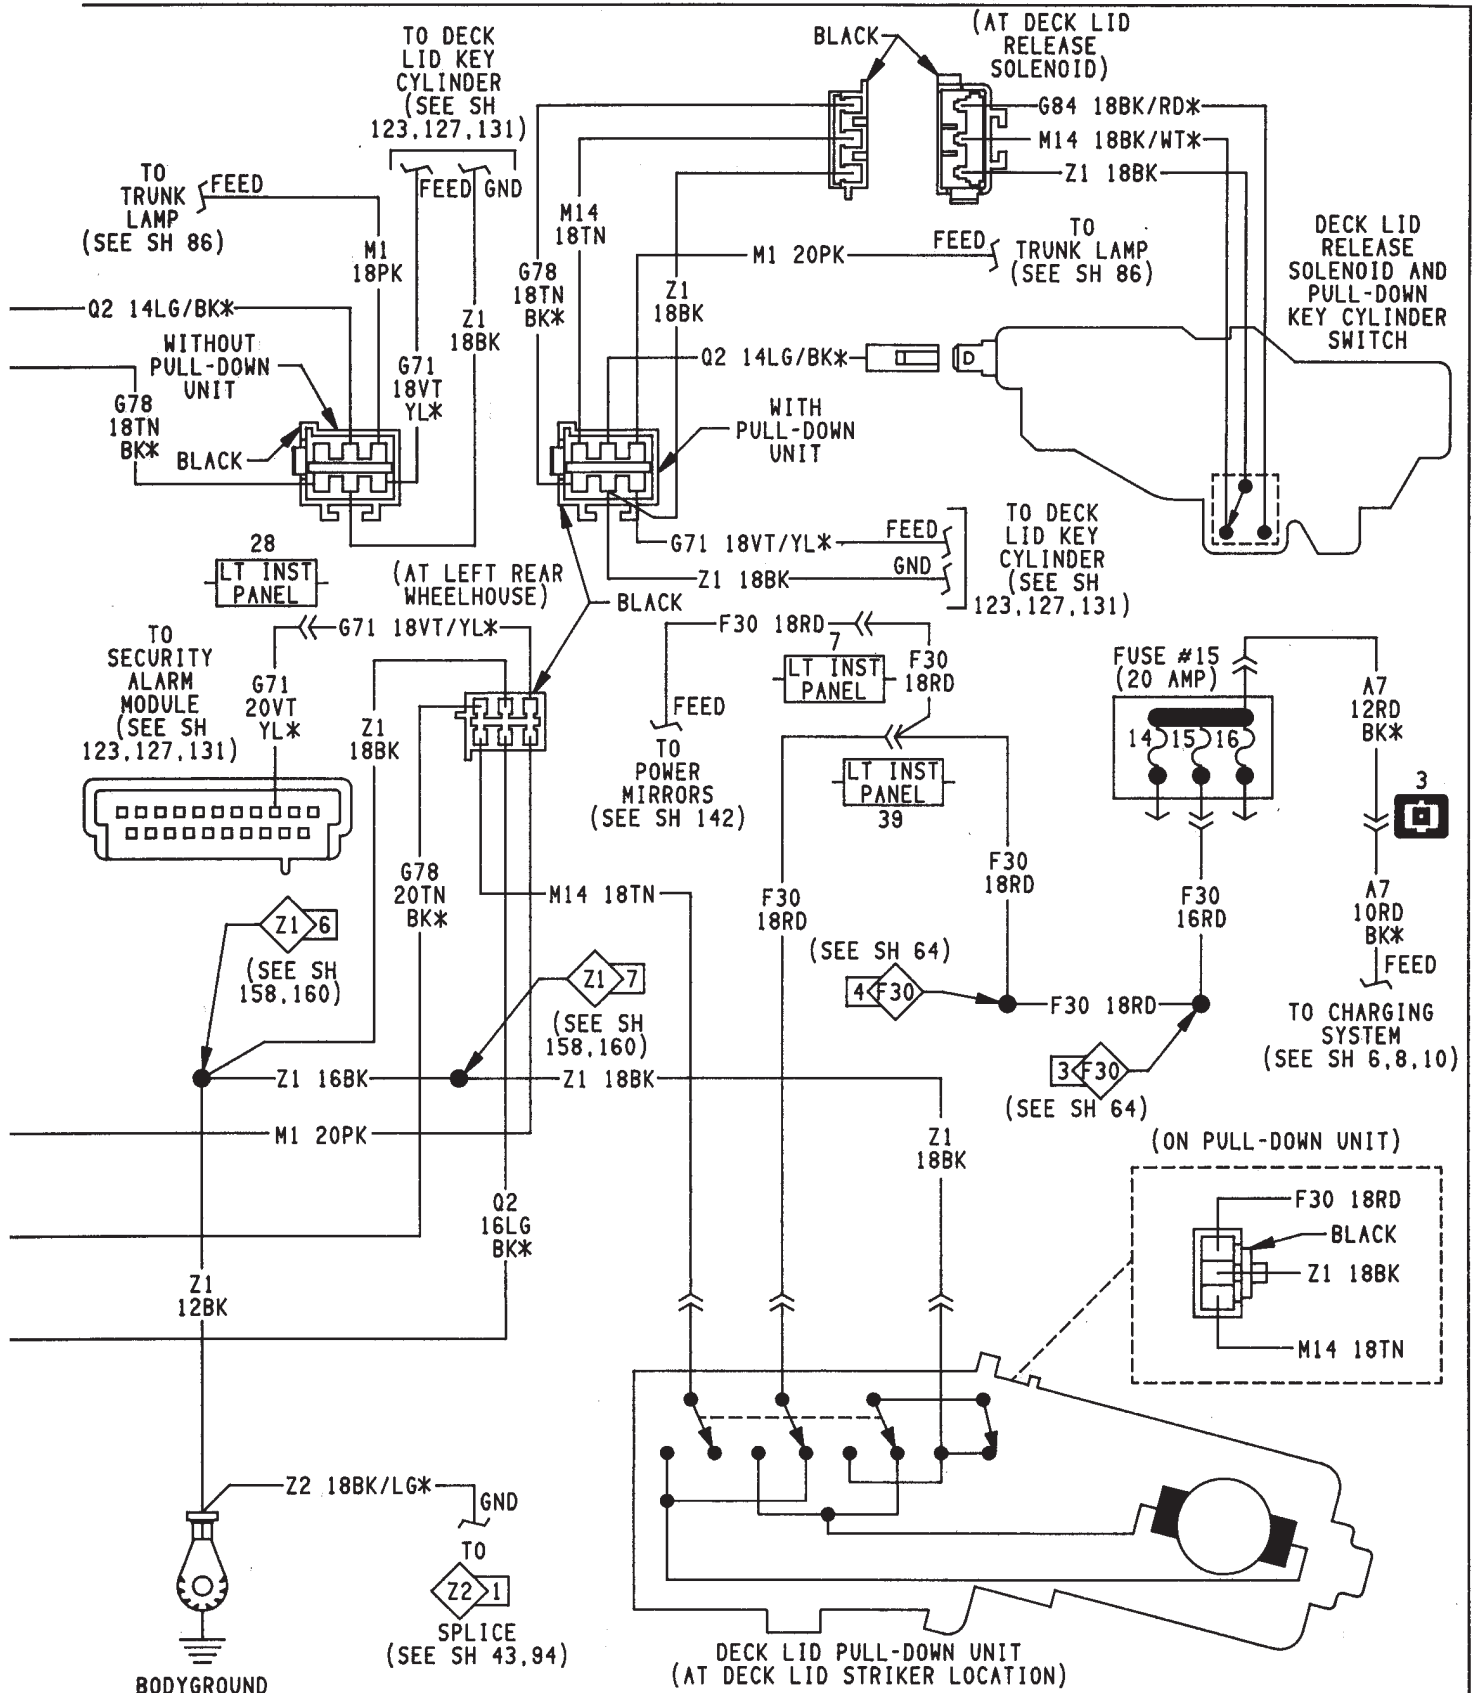 TO DECK
LID KEY
CYLINDER
(SEE SH
123,127,131)
BLACK
(AT DECK LID
RELEASE
SOLENOID)
G84 18BK/RD*
M14 18BK/WT*
Z1 18BK
TO
TRUNK
LAMP
(SEE SH 86)
FEED
FEED
GND
M1
18PK
M14
18TN
G78
18TN
BK*
Z1
18BK
M1 20PK
FEED
TO
TRUNK LAMP
(SEE SH 86)
DECK LID
RELEASE
SOLENOID AND
PULL-DOWN
KEY CYLINDER
SWITCH
Q2 14LG/BK*
WITHOUT
PULL-DOWN
UNIT
Z1
18BK
G71
18VT
YL*
Q2 14LG/BK*
D
G78
18TN
BK*
BLACK
WITH
PULL-DOWN
UNIT
G71 18VT/YL*
FEED
Z1 18BK
GND
TO DECK
LID KEY
CYLINDER
(SEE SH
123,127,131)
28
LT INST
PANEL
(AT LEFT REAR
WHEELHOUSE)
BLACK
G71 18VT/YL*
F30 18RD
7
LT INST
PANEL
F30
18RD
FUSE #15
(20 AMP)
14
15
16
A7
12RD
BK*
TO
SECURITY
ALARM
MODULE
(SEE SH
123,127,131)
G71
20VT
YL*
Z1
18BK
FEED
TO
POWER
MIRRORS
(SEE SH 142)
LT INST
PANEL
39
3
G78
20TN
BK*
M14 18TN
F30
18RD
F30
18RD
F30
16RD
A7
10RD
BK*
FEED
Z1 6
(SEE SH
158,160)
Z1 7
(SEE SH
158,160)
(SEE SH 64)
4 F30
F30 18RD
3 F30
(SEE SH 64)
TO CHARGING
SYSTEM
(SEE SH 6,8,10)
Z1 16BK
Z1 18BK
M1 20PK
Z1
18BK
(ON PULL-DOWN UNIT)
F30 18RD
BLACK
Z1 18BK
M14 18TN
Q2
16LG
BK*
Z1
12BK
Z2 18BK/LG*
GND
TO
Z2 1
SPLICE
(SEE SH 43,94)
BODYGROUND
DECK LID PULL-DOWN UNIT
(AT DECK LID STRIKER LOCATION)